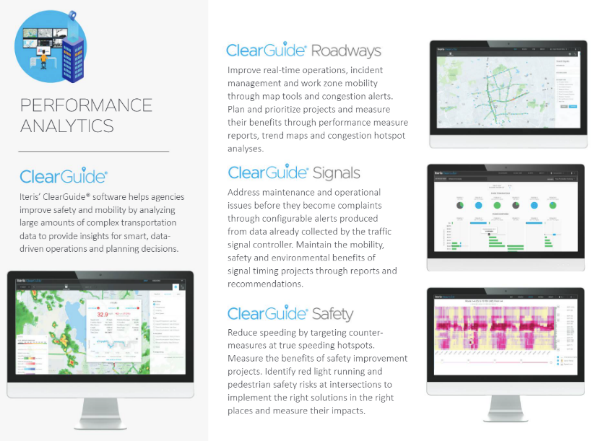 PERFORMANCE
ANALYTICS
ClearGuide®
Iteris' ClearGuide® software helps agencies
improve safety and mobility by analyzing
large amounts of complex transportation
data to provide insights for smart, data-
driven operations and planning decisions.
ClearGuide® Roadways
Improve real-time operations, incident
management and work zone mobility
through map tools and congestion alerts.
Plan and prioritize projects and measure
their benefits through performance measure
reports, trend maps and congestion hotspot
analyses.
ClearGuide® Signals
Address maintenance and operational
issues before they become complaints
through configurable alerts produced
from data already collected by the traffic
signal controller. Maintain the mobility,
safety and environmental benefits of
signal timing projects through reports and
recommendations.
ClearGuide® Safety
Reduce speeding by targeting counter-
measures at true speeding hotspots.
Measure the benefits of safety improvement
projects. Identify red light running and
pedestrian safety risks at intersections to
implement the right solutions in the right
places and measure their impacts.